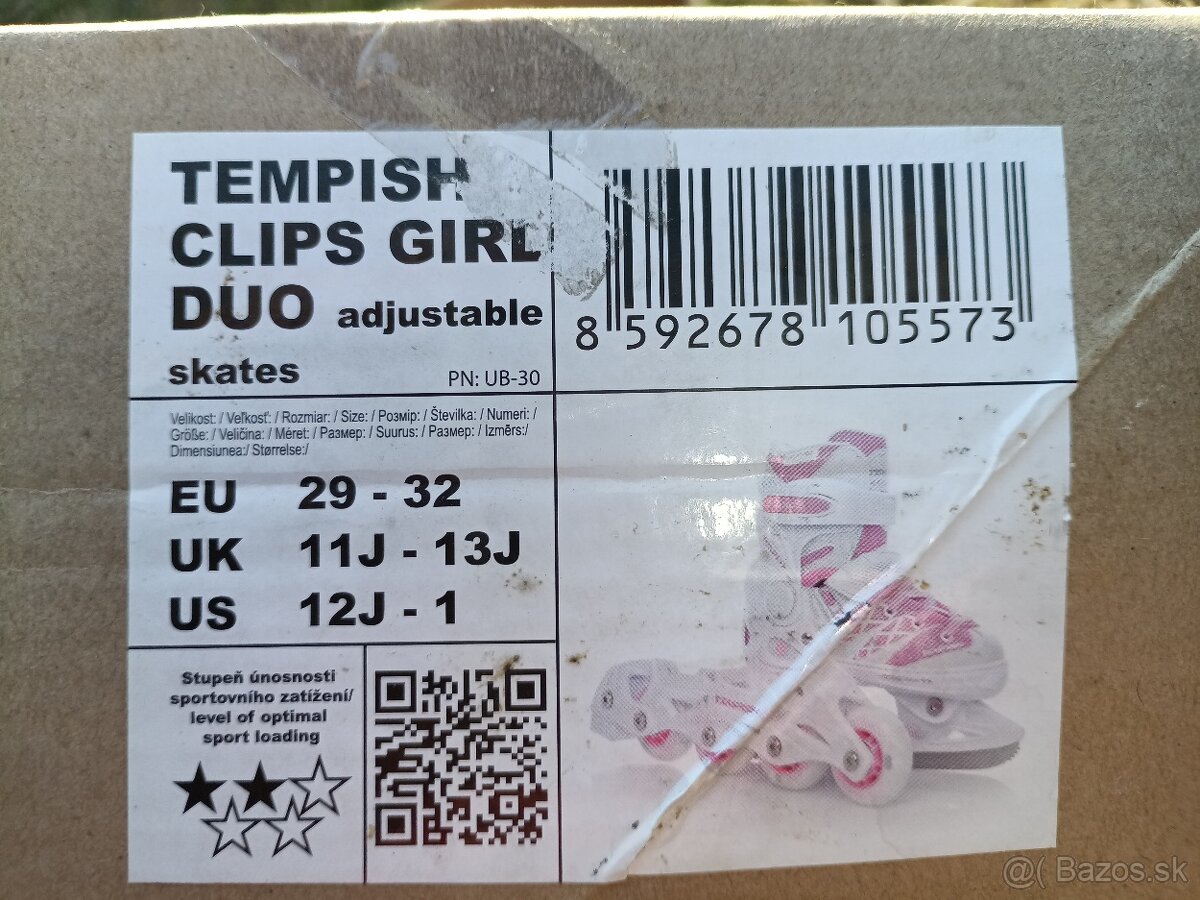 TEMPISH
CLIPS GIRL
DUO adjustable
skates
PN: UB-30
8 592678 105573
Velikost: / Veľkosť: / Rozmiar: / Size: / Розмір: / Številka: / Numeri: /
Größe: / Veličina: / Méret: / Размер: / Suurus: / Размер: / Izmērs:/
Dimensiunea:/ Størrelse:/
EU 29 - 32
UK 11J - 13J
US 12J - 1
Stupeň únosnosti
sportovního zatížení/
level of optimal
sport loading
@( Bazos.sk